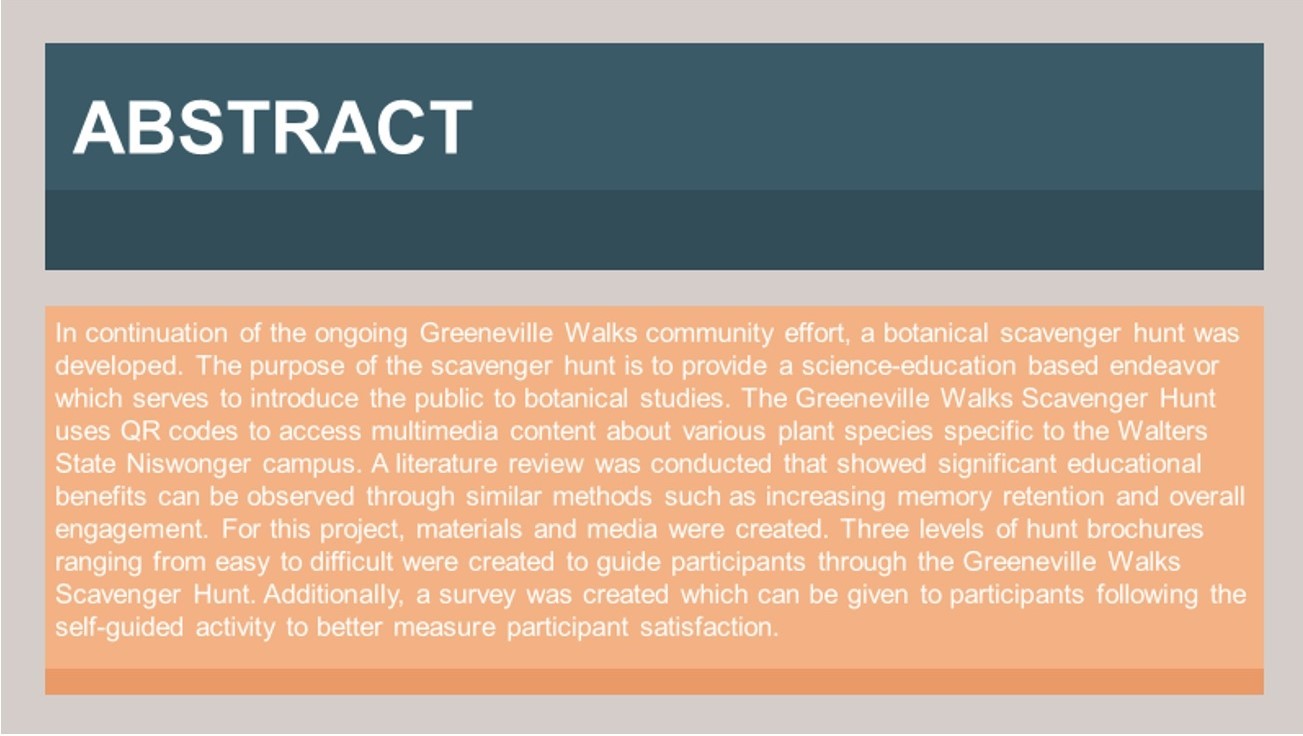 ABSTRACT
In continuation of the ongoing Greeneville Walks community effort, a botanical scavenger hunt was
developed. The purpose of the scavenger hunt is to provide a science-education based endeavor
which serves to introduce the public to botanical studies. The Greeneville Walks Scavenger Hunt
uses QR codes to access multimedia content about various plant species specific to the Walters
State Niswonger campus. A literature review was conducted that showed significant educational
benefits can be observed through similar methods such as increasing memory retention and overall
engagement. For this project, materials and media were created. Three levels of hunt brochures
ranging from easy to difficult were created to guide participants through the Greeneville Walks
Scavenger Hunt. Additionally, a survey was created which can be given to participants following the
self-guided activity to better measure participant satisfaction.